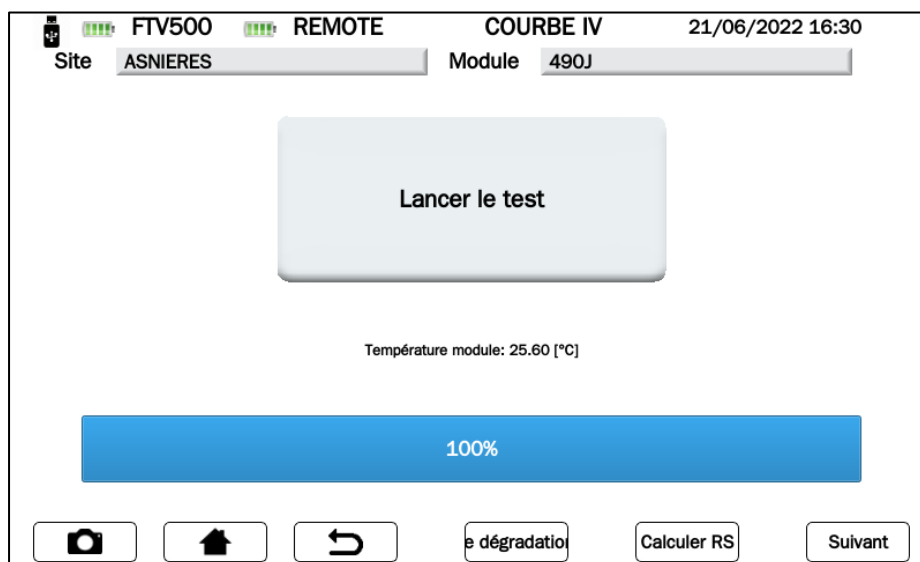 FTV500 REMOTE COURBE IV 21/06/2022 16:30
Site ASNIERES Module 490J
Lancer le test
Température module: 25.60 [°C]
100%
e dégradation Calculer RS Suivant